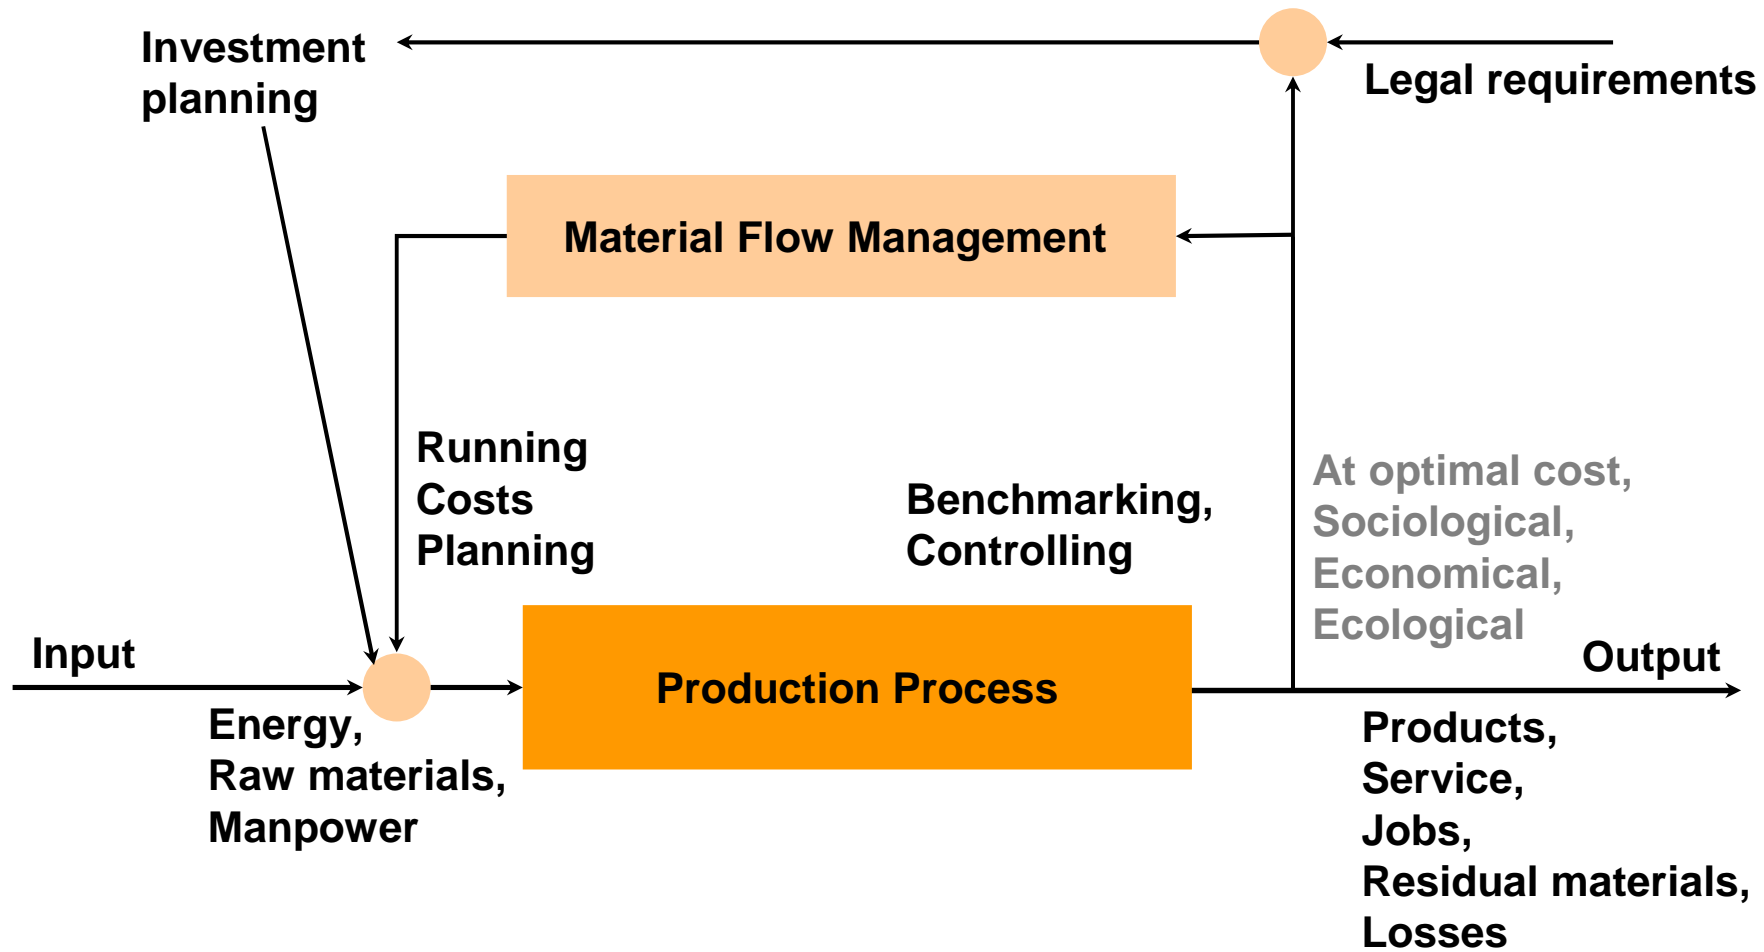 Investment
planning
Legal requirements
Material Flow Management
Running
Costs
Planning
Benchmarking,
Controlling
At optimal cost,
Sociological,
Economical,
Ecological
Input
Output
Production Process
Energy,
Raw materials,
Manpower
Products,
Service,
Jobs,
Residual materials,
Losses